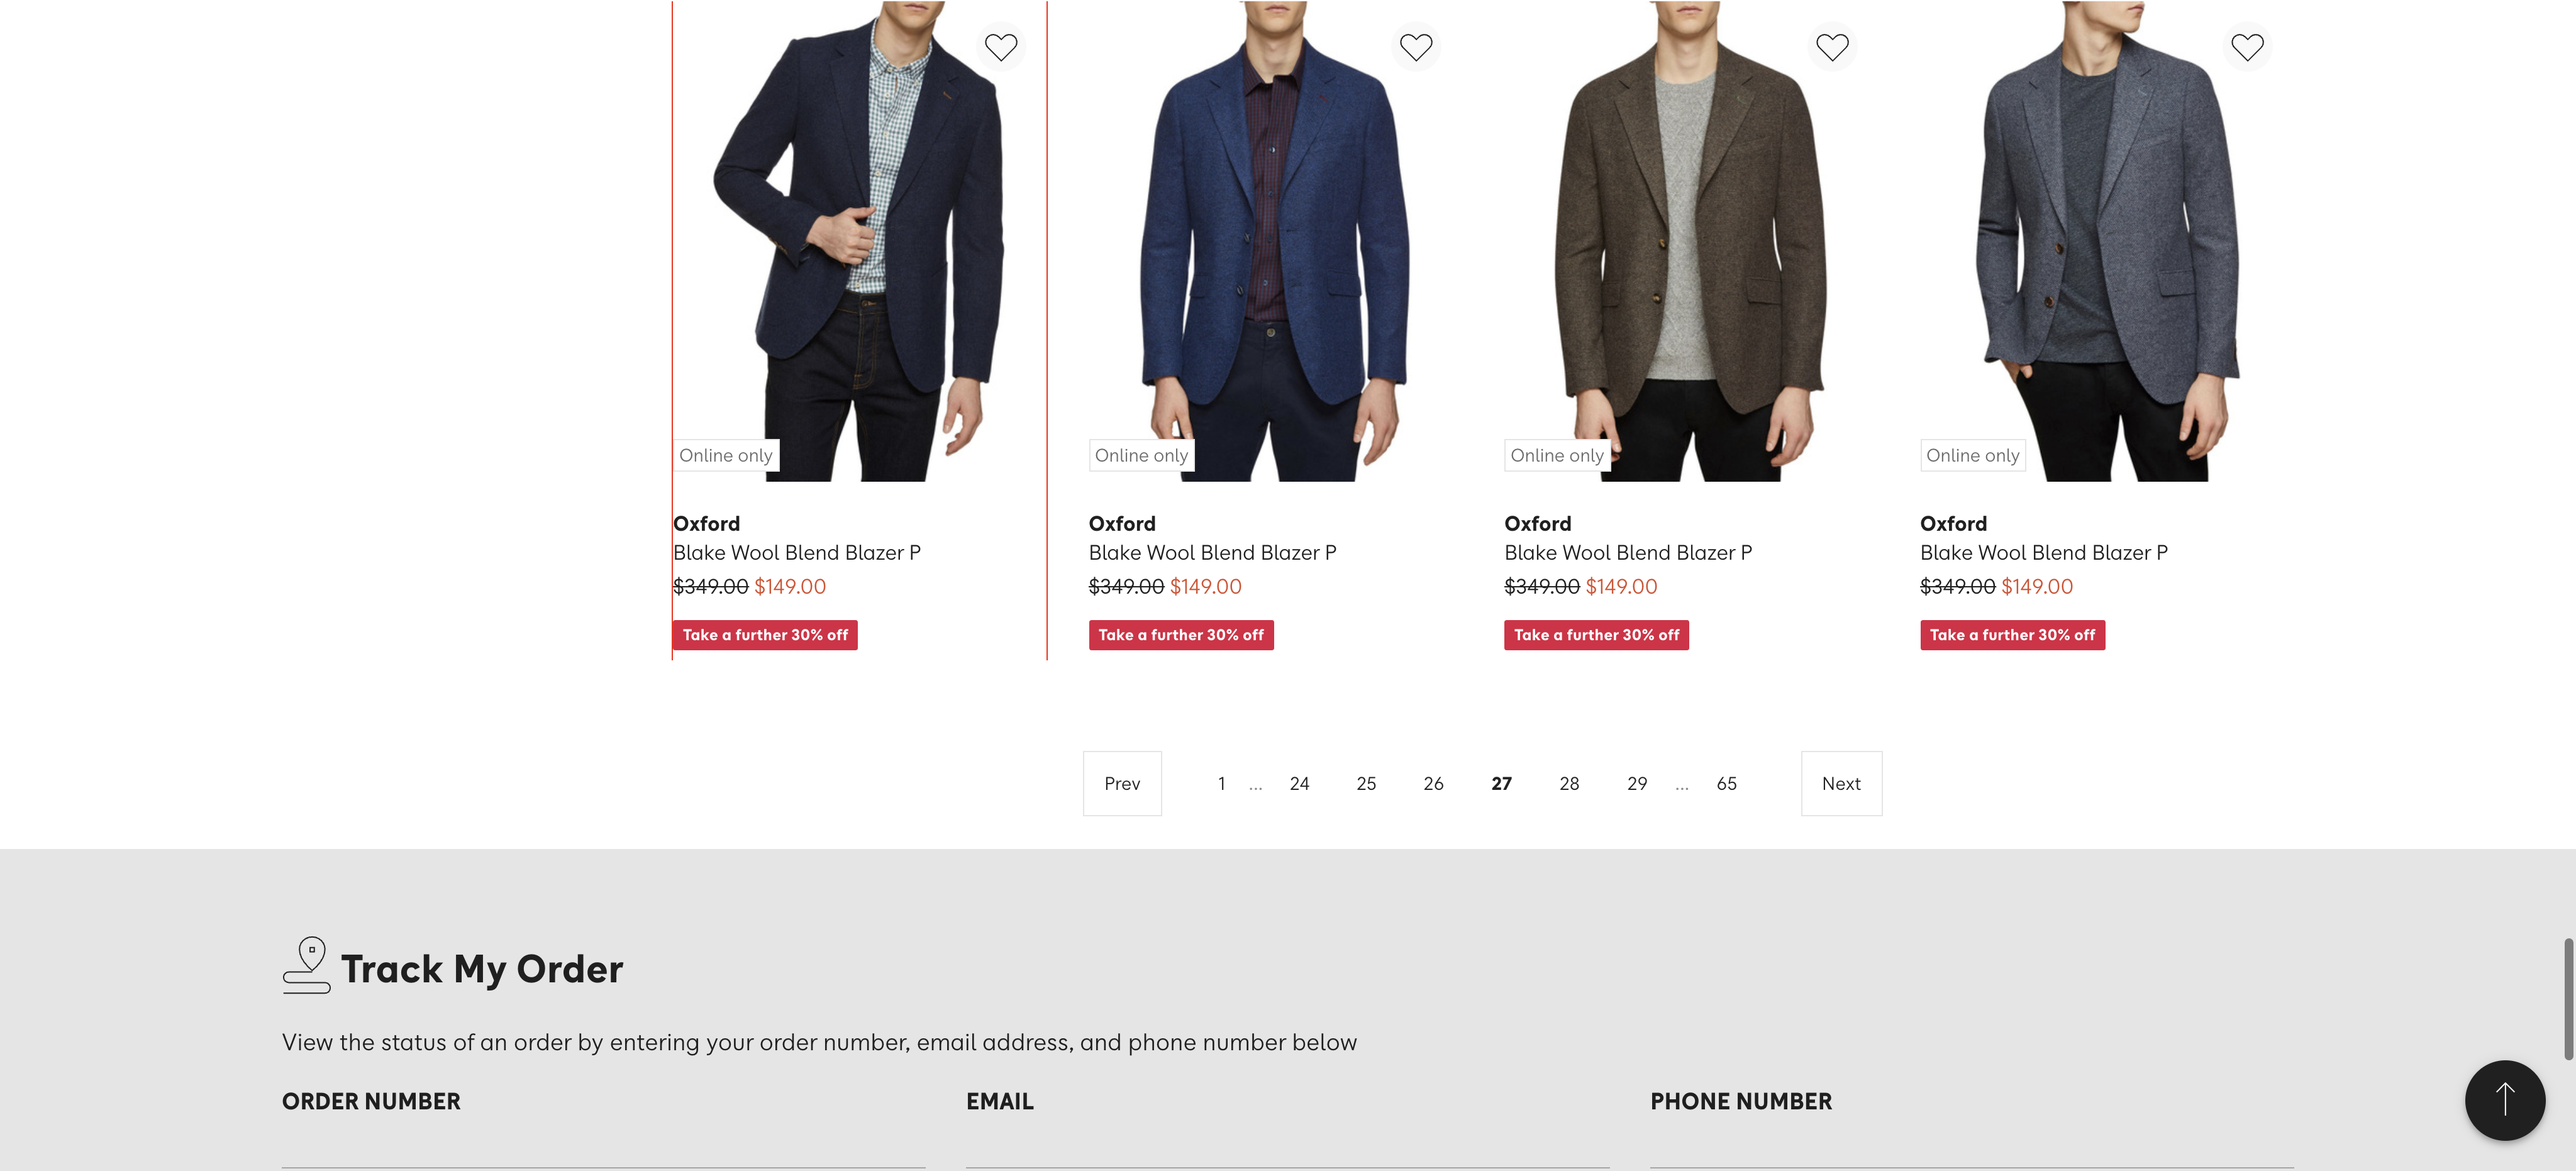 Online only
Online only
Online only
Online only
Oxford
Blake Wool Blend Blazer P
$349.00 $149.00
Take a further 30% off
Oxford
Blake Wool Blend Blazer P
$349.00 $149.00
Take a further 30% off
Oxford
Blake Wool Blend Blazer P
$349.00 $149.00
Take a further 30% off
Oxford
Blake Wool Blend Blazer P
$349.00 $149.00
Take a further 30% off
Prev 1 ... 24 25 26 27 28 29 ... 65 Next
Track My Order
View the status of an order by entering your order number, email address, and phone number below
ORDER NUMBER
EMAIL
PHONE NUMBER